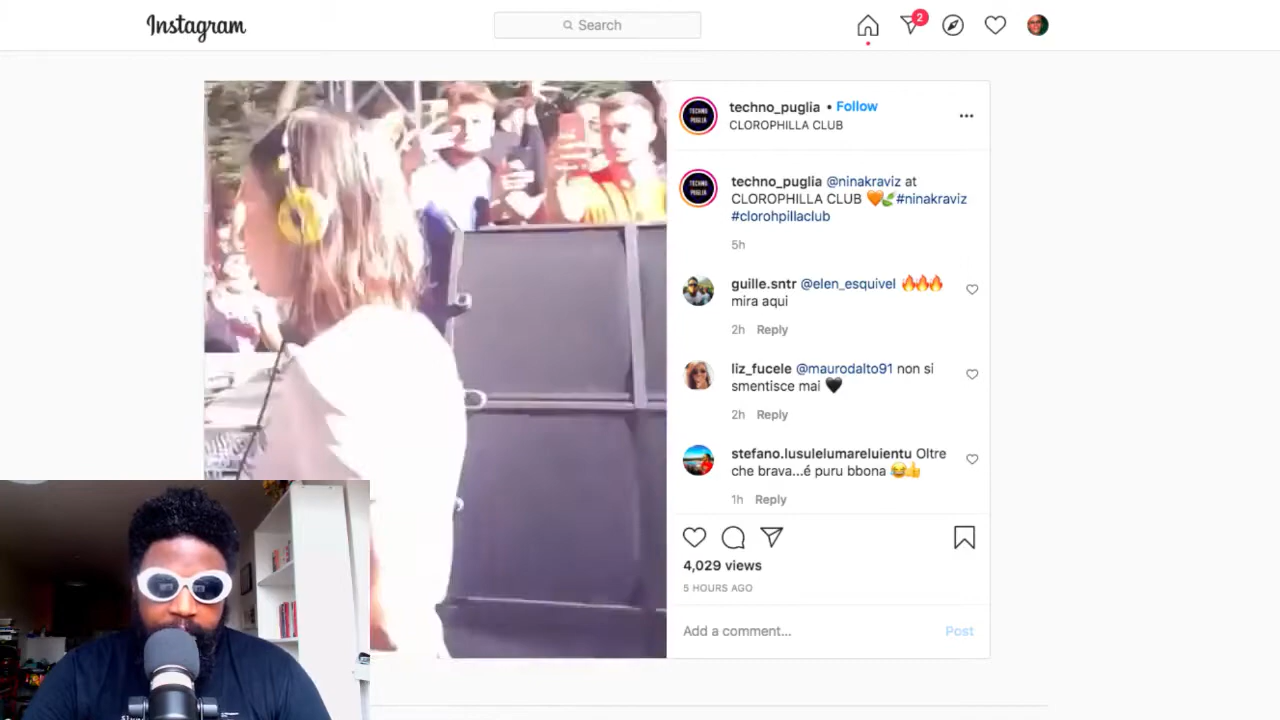 Instagram
Search
2
techno_puglia • Follow
CLOROPHILLA CLUB
techno_puglia @ninakraviz at
CLOROPHILLA CLUB 🧡🌿#ninakraviz
#clorohpillaclub
5h
guille.sntr @elen_esquivel 🔥🔥🔥
mira aqui
2h Reply
liz_fucele @maurodalto91 non si
smentisce mai 🖤
2h Reply
stefano.lusulelumareluientu Oltre
che brava...é puru bbona 😂👍
1h Reply
4,029 views
5 HOURS AGO
Add a comment... Post